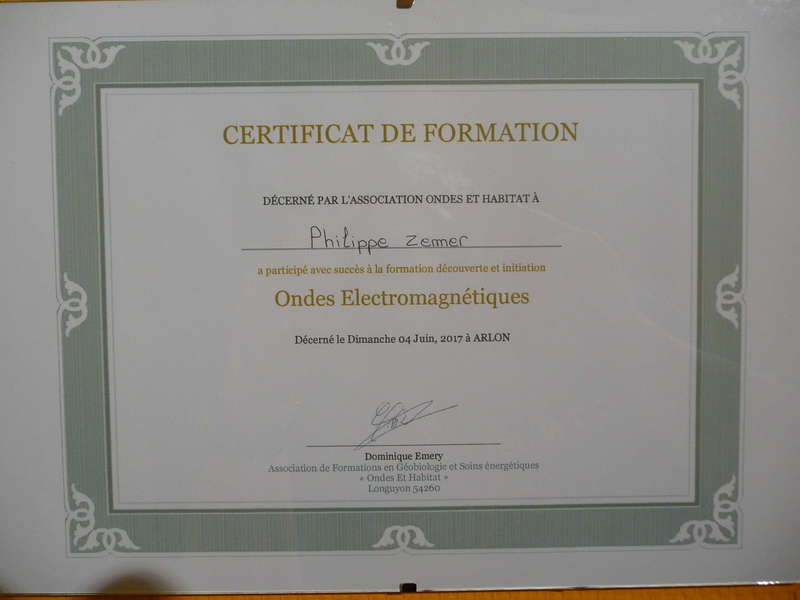 CERTIFICAT DE FORMATION
DÉCERNÉ PAR L'ASSOCIATION ONDES ET HABITAT À
Philippe Zemer
a participé avec succès à la formation découverte et initiation
Ondes Electromagnétiques
Décerné le Dimanche 04 Juin, 2017 à ARLON
Dominique Emery
Association de Formations en Géobiologie et Soins énergétiques
« Ondes Et Habitat »
Longuyon 54260